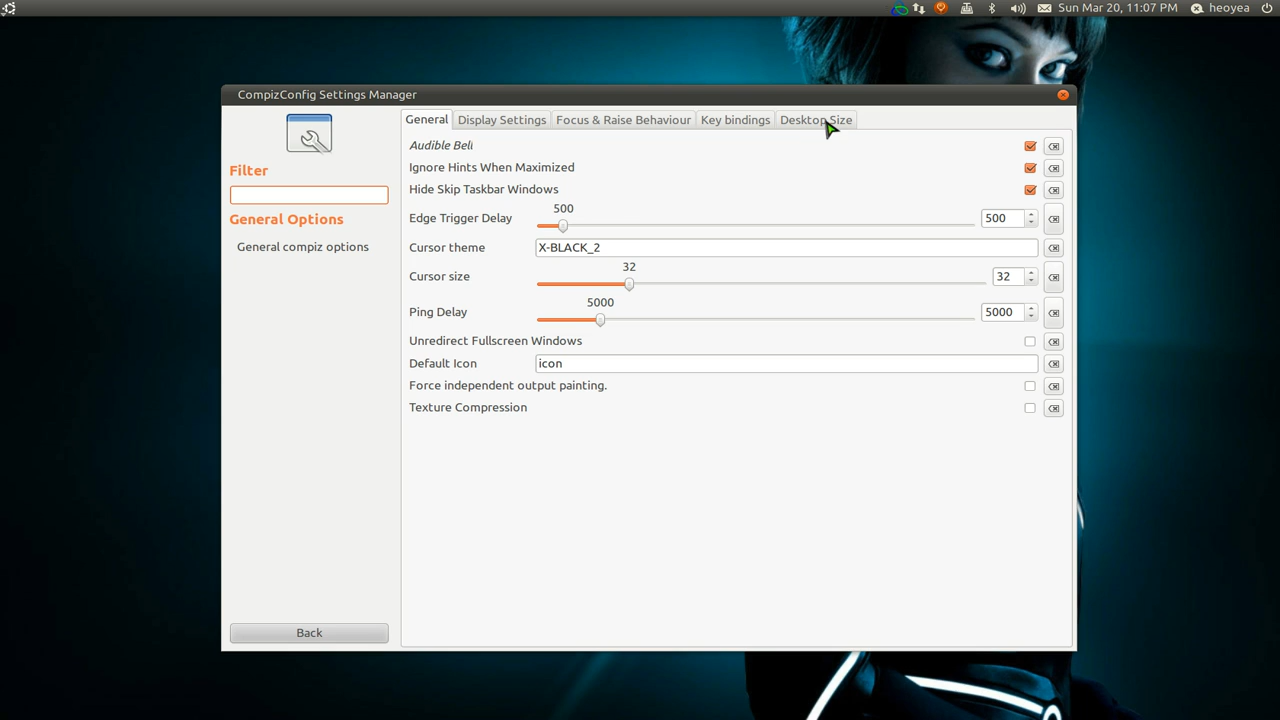 Sun Mar 20, 11:07 PM heoyea
CompizConfig Settings Manager
General Display Settings Focus & Raise Behaviour Key bindings Desktop Size
Filter
General Options
General compiz options
Back
Audible Bell
Ignore Hints When Maximized
Hide Skip Taskbar Windows
500
Edge Trigger Delay 500
Cursor theme X-BLACK_2
32
Cursor size 32
5000
Ping Delay 5000
Unredirect Fullscreen Windows
Default Icon icon
Force independent output painting.
Texture Compression